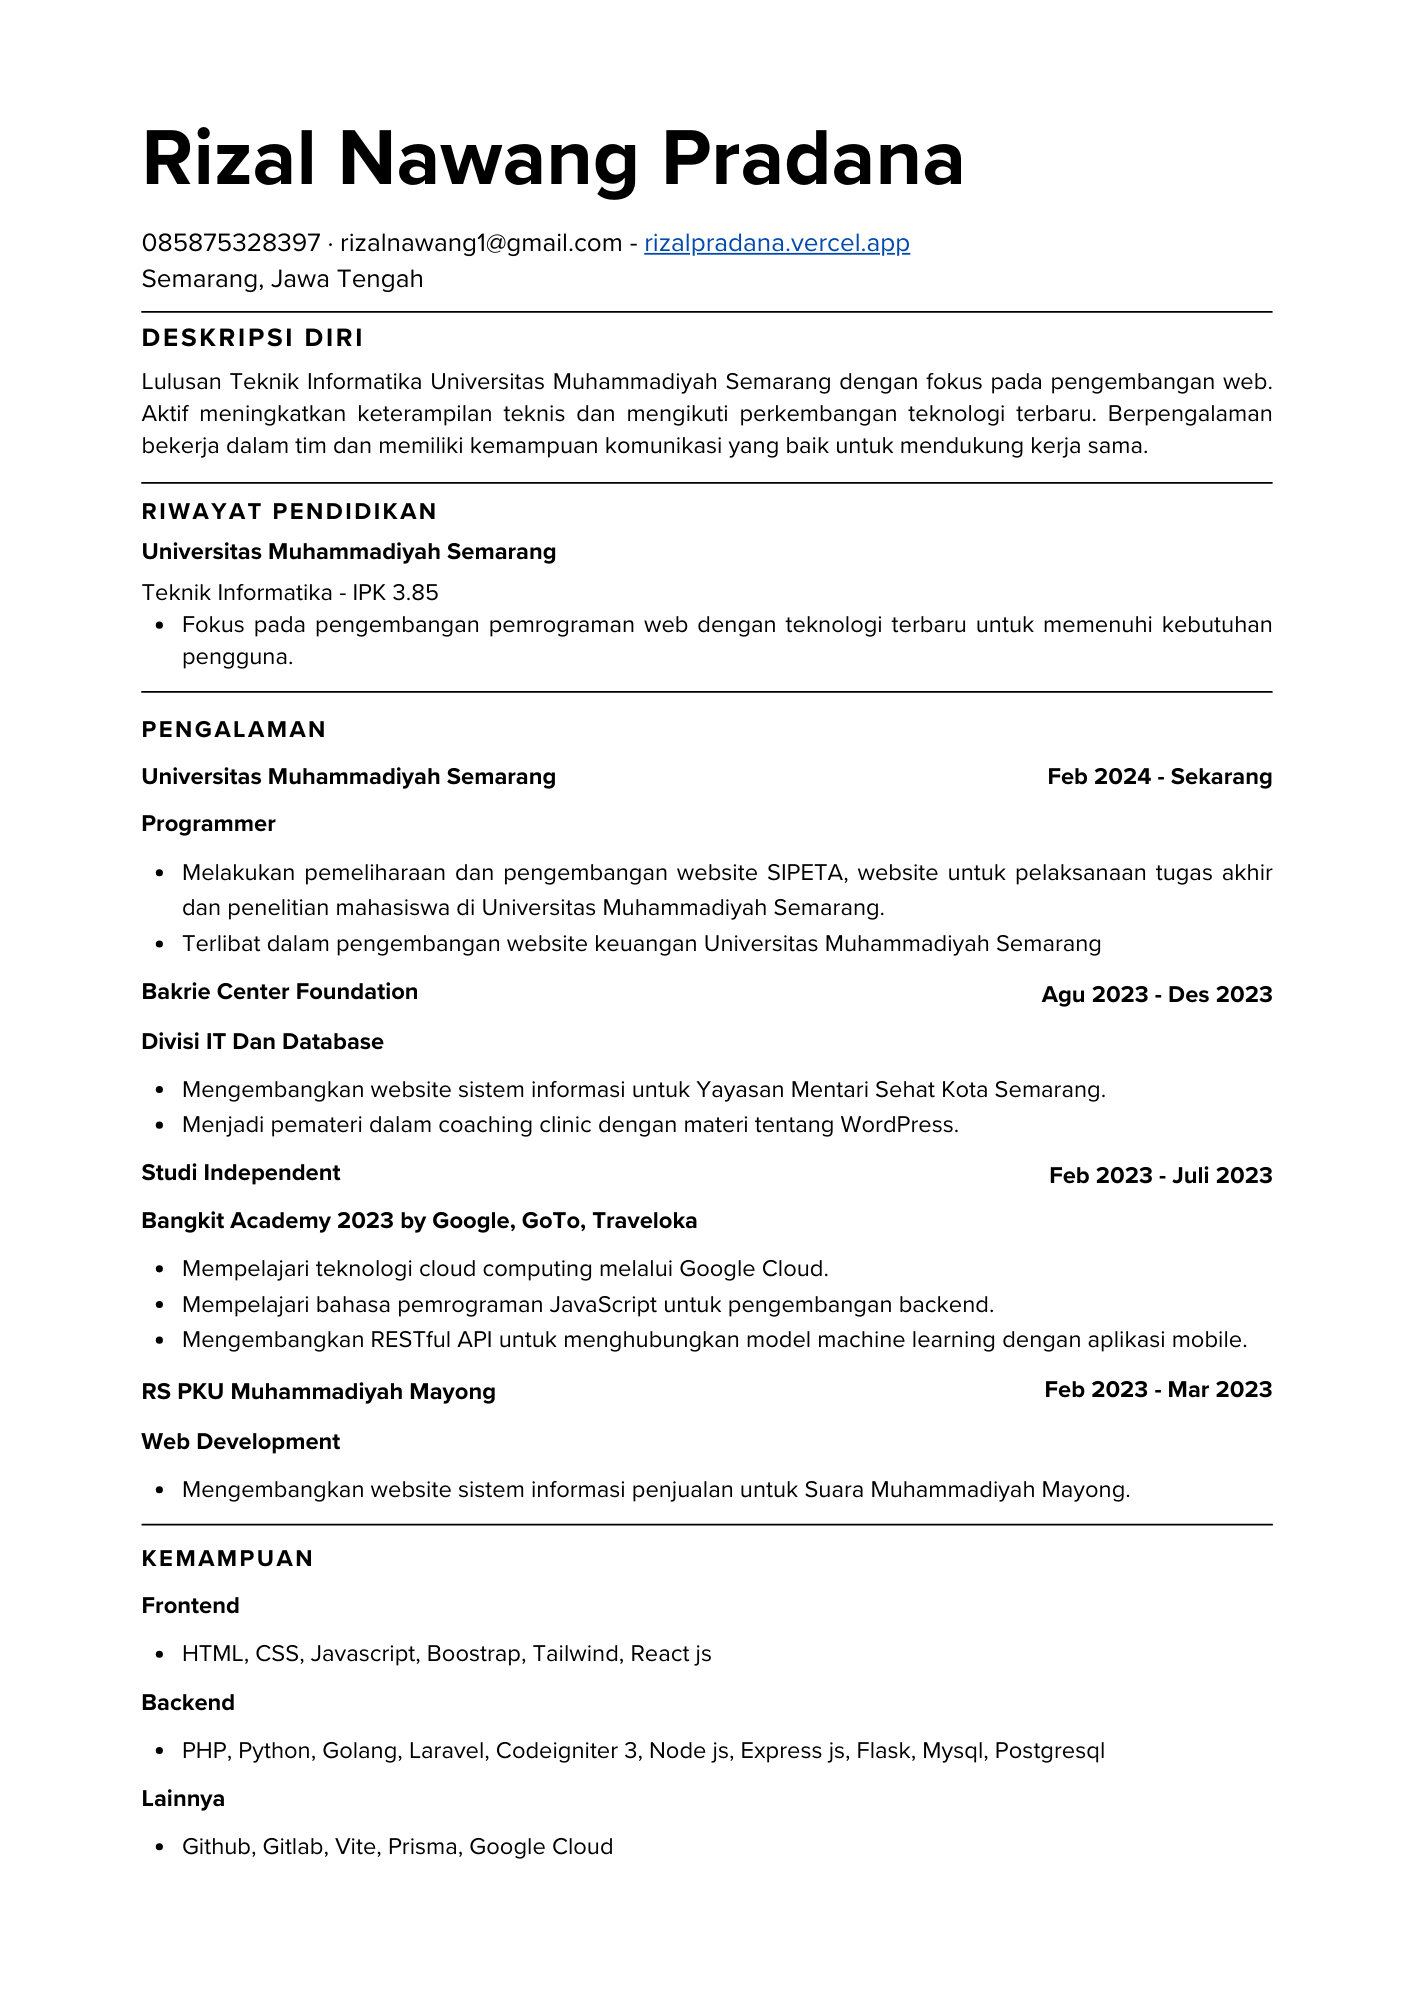 Rizal Nawang Pradana
085875328397 · rizalnawang1@gmail.com - rizalpradana.vercel.app
Semarang, Jawa Tengah
DESKRIPSI DIRI
Lulusan Teknik Informatika Universitas Muhammadiyah Semarang dengan fokus pada pengembangan web.
Aktif meningkatkan keterampilan teknis dan mengikuti perkembangan teknologi terbaru. Berpengalaman
bekerja dalam tim dan memiliki kemampuan komunikasi yang baik untuk mendukung kerja sama.
RIWAYAT PENDIDIKAN
Universitas Muhammadiyah Semarang
Teknik Informatika - IPK 3.85
• Fokus pada pengembangan pemrograman web dengan teknologi terbaru untuk memenuhi kebutuhan
pengguna.
PENGALAMAN
Universitas Muhammadiyah Semarang Feb 2024 - Sekarang
Programmer
• Melakukan pemeliharaan dan pengembangan website SIPETA, website untuk pelaksanaan tugas akhir
dan penelitian mahasiswa di Universitas Muhammadiyah Semarang.
• Terlibat dalam pengembangan website keuangan Universitas Muhammadiyah Semarang
Bakrie Center Foundation Agu 2023 - Des 2023
Divisi IT Dan Database
• Mengembangkan website sistem informasi untuk Yayasan Mentari Sehat Kota Semarang.
• Menjadi pemateri dalam coaching clinic dengan materi tentang WordPress.
Studi Independent Feb 2023 - Juli 2023
Bangkit Academy 2023 by Google, GoTo, Traveloka
• Mempelajari teknologi cloud computing melalui Google Cloud.
• Mempelajari bahasa pemrograman JavaScript untuk pengembangan backend.
• Mengembangkan RESTful API untuk menghubungkan model machine learning dengan aplikasi mobile.
RS PKU Muhammadiyah Mayong Feb 2023 - Mar 2023
Web Development
• Mengembangkan website sistem informasi penjualan untuk Suara Muhammadiyah Mayong.
KEMAMPUAN
Frontend
• HTML, CSS, Javascript, Boostrap, Tailwind, React js
Backend
• PHP, Python, Golang, Laravel, Codeigniter 3, Node js, Express js, Flask, Mysql, Postgresql
Lainnya
• Github, Gitlab, Vite, Prisma, Google Cloud